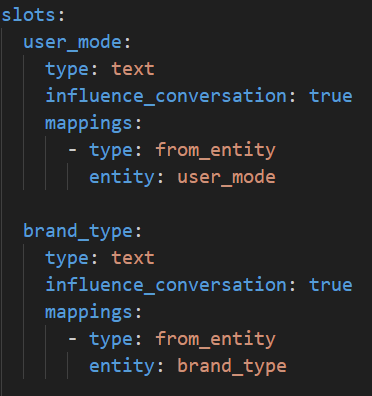 slots:
  user_mode:
    type: text
    influence_conversation: true
    mappings:
      - type: from_entity
        entity: user_mode

  brand_type:
    type: text
    influence_conversation: true
    mappings:
      - type: from_entity
        entity: brand_type